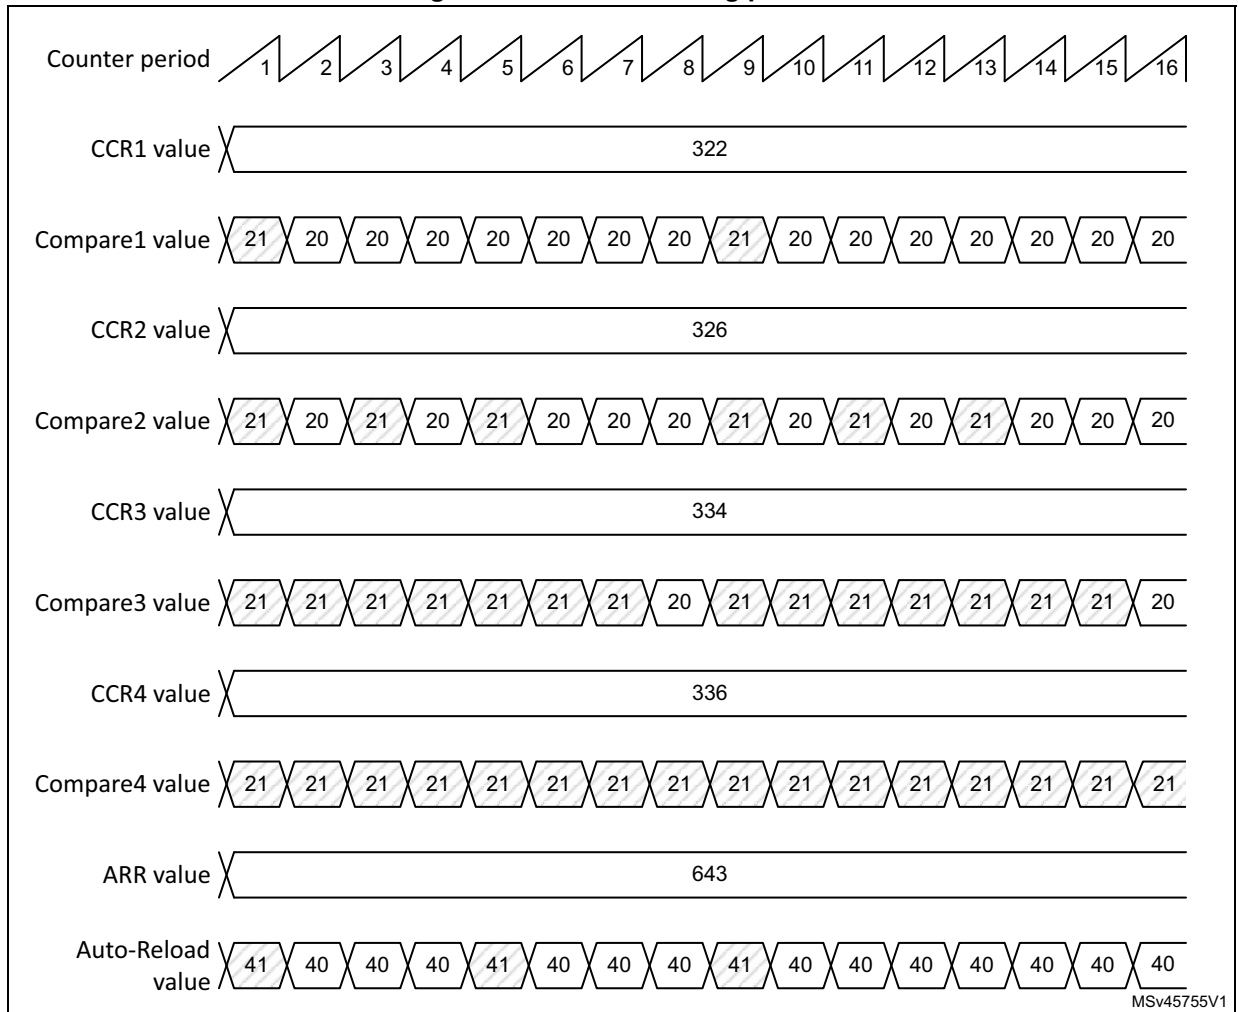 Counter period 1 2 3 4 5 6 7 8 9 10 11 12 13 14 15 16
CCR1 value 322
Compare1 value 21 20 20 20 20 20 20 20 21 20 20 20 20 20 20 20
CCR2 value 326
Compare2 value 21 20 21 20 21 20 20 20 21 20 21 20 21 20 20 20
CCR3 value 334
Compare3 value 21 21 21 21 21 21 21 20 21 21 21 21 21 21 21 20
CCR4 value 336
Compare4 value 21 21 21 21 21 21 21 21 21 21 21 21 21 21 21 21
ARR value 643
Auto-Reload
value 41 40 40 40 41 40 40 40 41 40 40 40 40 40 40 40
MSv45755V1